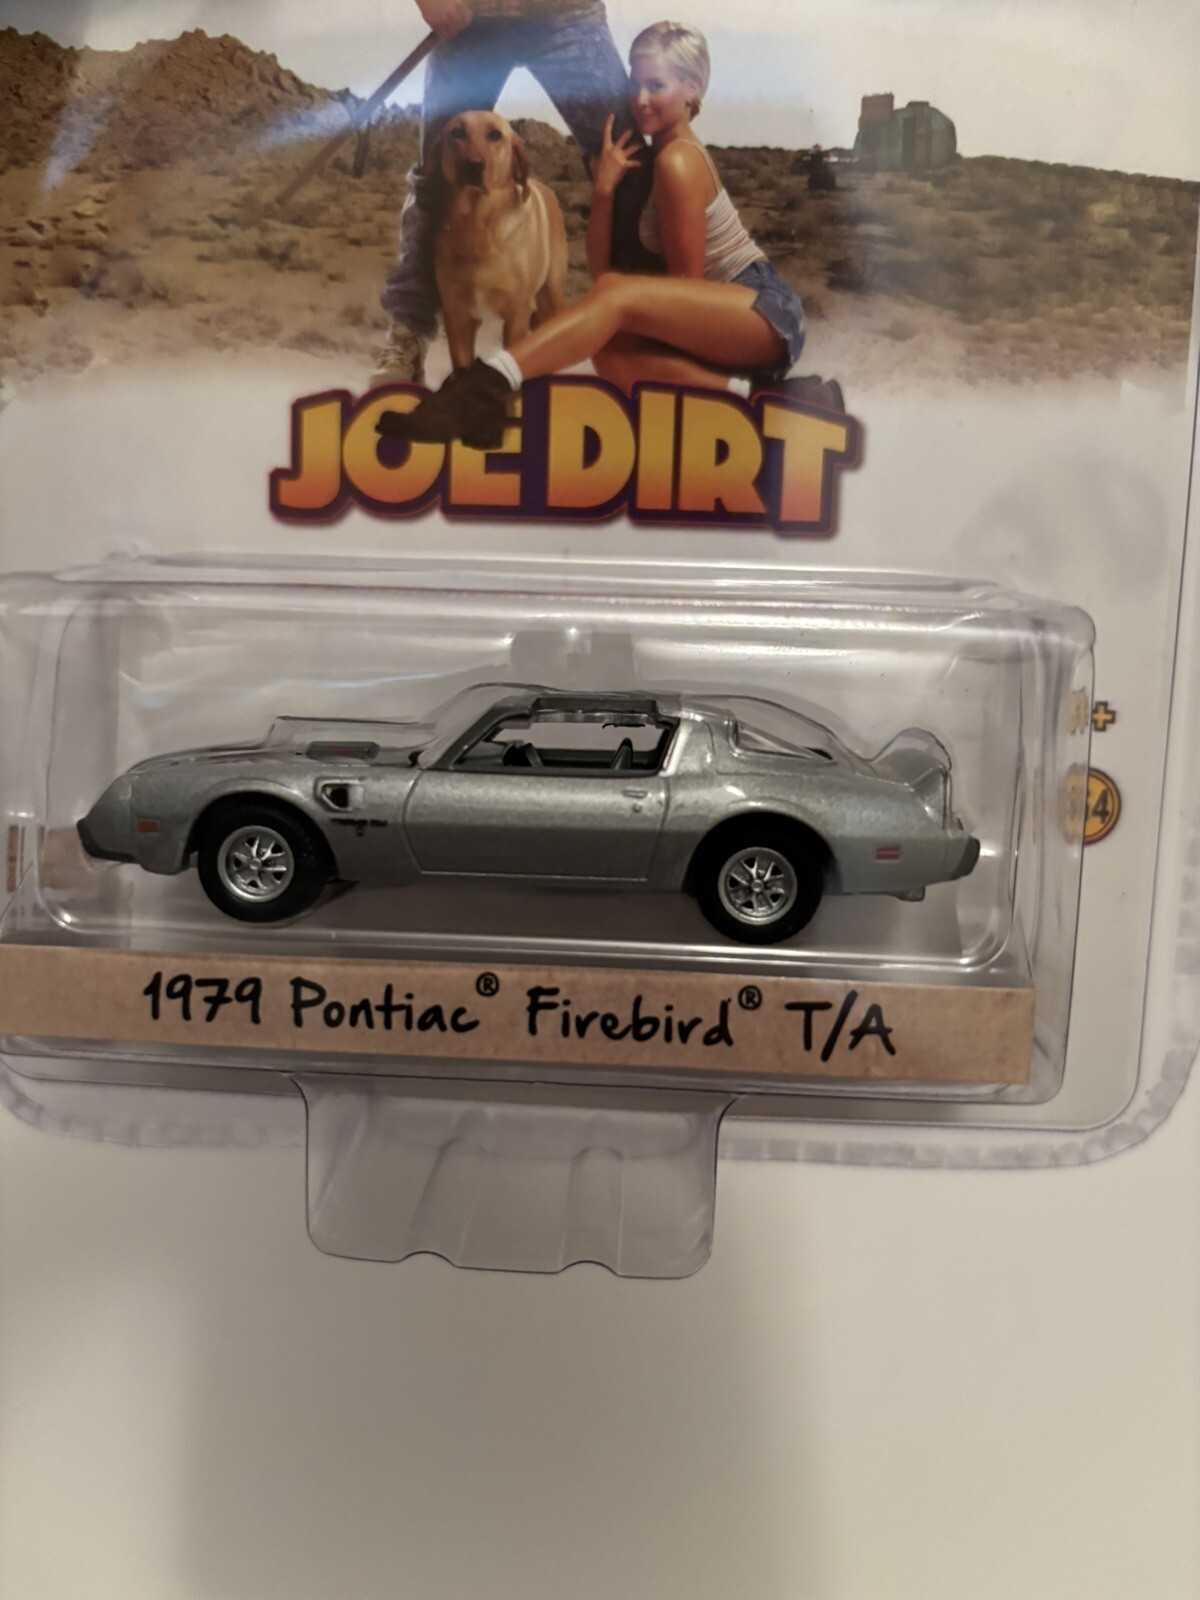 JOE DIRT
1979 Pontiac® Firebird® T/A